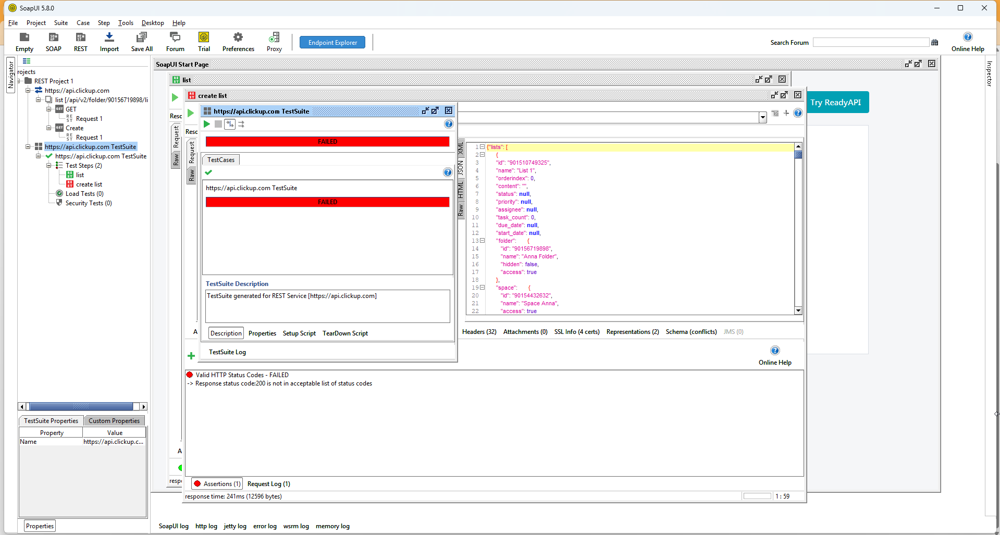 SoapUI 5.8.0
File Project Suite Case Step Tools Desktop Help
Empty SOAP REST Import Save All Forum Trial Preferences Proxy Endpoint Explorer Search Forum Online Help
Navigator
rojects
REST Project 1
https://api.clickup.com
list [/api/v2/folder/90156719898/li
GET GET
REST Request 1
GET Create
REST Request 1
https://api.clickup.com TestSuite
https://api.clickup.com TestSuite
Test Steps (2)
list
create list
Load Tests (0)
Security Tests (0)
TestSuite Properties Custom Properties
Property Value
Name https://api.clickup.c...
Properties
SoapUI Start Page
list
create list
Reso
Request
Raw
Reso
Request
Raw
https://api.clickup.com TestSuite
FAILED
TestCases
https://api.clickup.com TestSuite
FAILED
TestSuite Description
TestSuite generated for REST Service [https://api.clickup.com]
Description Properties Setup Script TearDown Script
TestSuite Log
XML
JSON
HTML
Raw
1 {"lists": [
2 {
3 "id": "901510749325",
4 "name": "List 1",
5 "orderindex": 0,
6 "content": "",
7 "status": null,
8 "priority": null,
9 "assignee": null,
10 "task_count": 0,
11 "due_date": null,
12 "start_date": null,
13 "folder": {
14 "id": "90156719898",
15 "name": "Anna Folder",
16 "hidden": false,
17 "access": true
18 },
19 "space": {
20 "id": "90154432632",
21 "name": "Space Anna",
22 "access": true
A Headers (32) Attachments (0) SSL Info (4 certs) Representations (2) Schema (conflicts) JMS (0)
Online Help
Valid HTTP Status Codes - FAILED
-> Response status code:200 is not in acceptable list of status codes
A
Assertions (1) Request Log (1)
respo
response time: 241ms (12596 bytes) 1 : 59
Try ReadyAPI
Inspector
SoapUI log http log jetty log error log wsrm log memory log